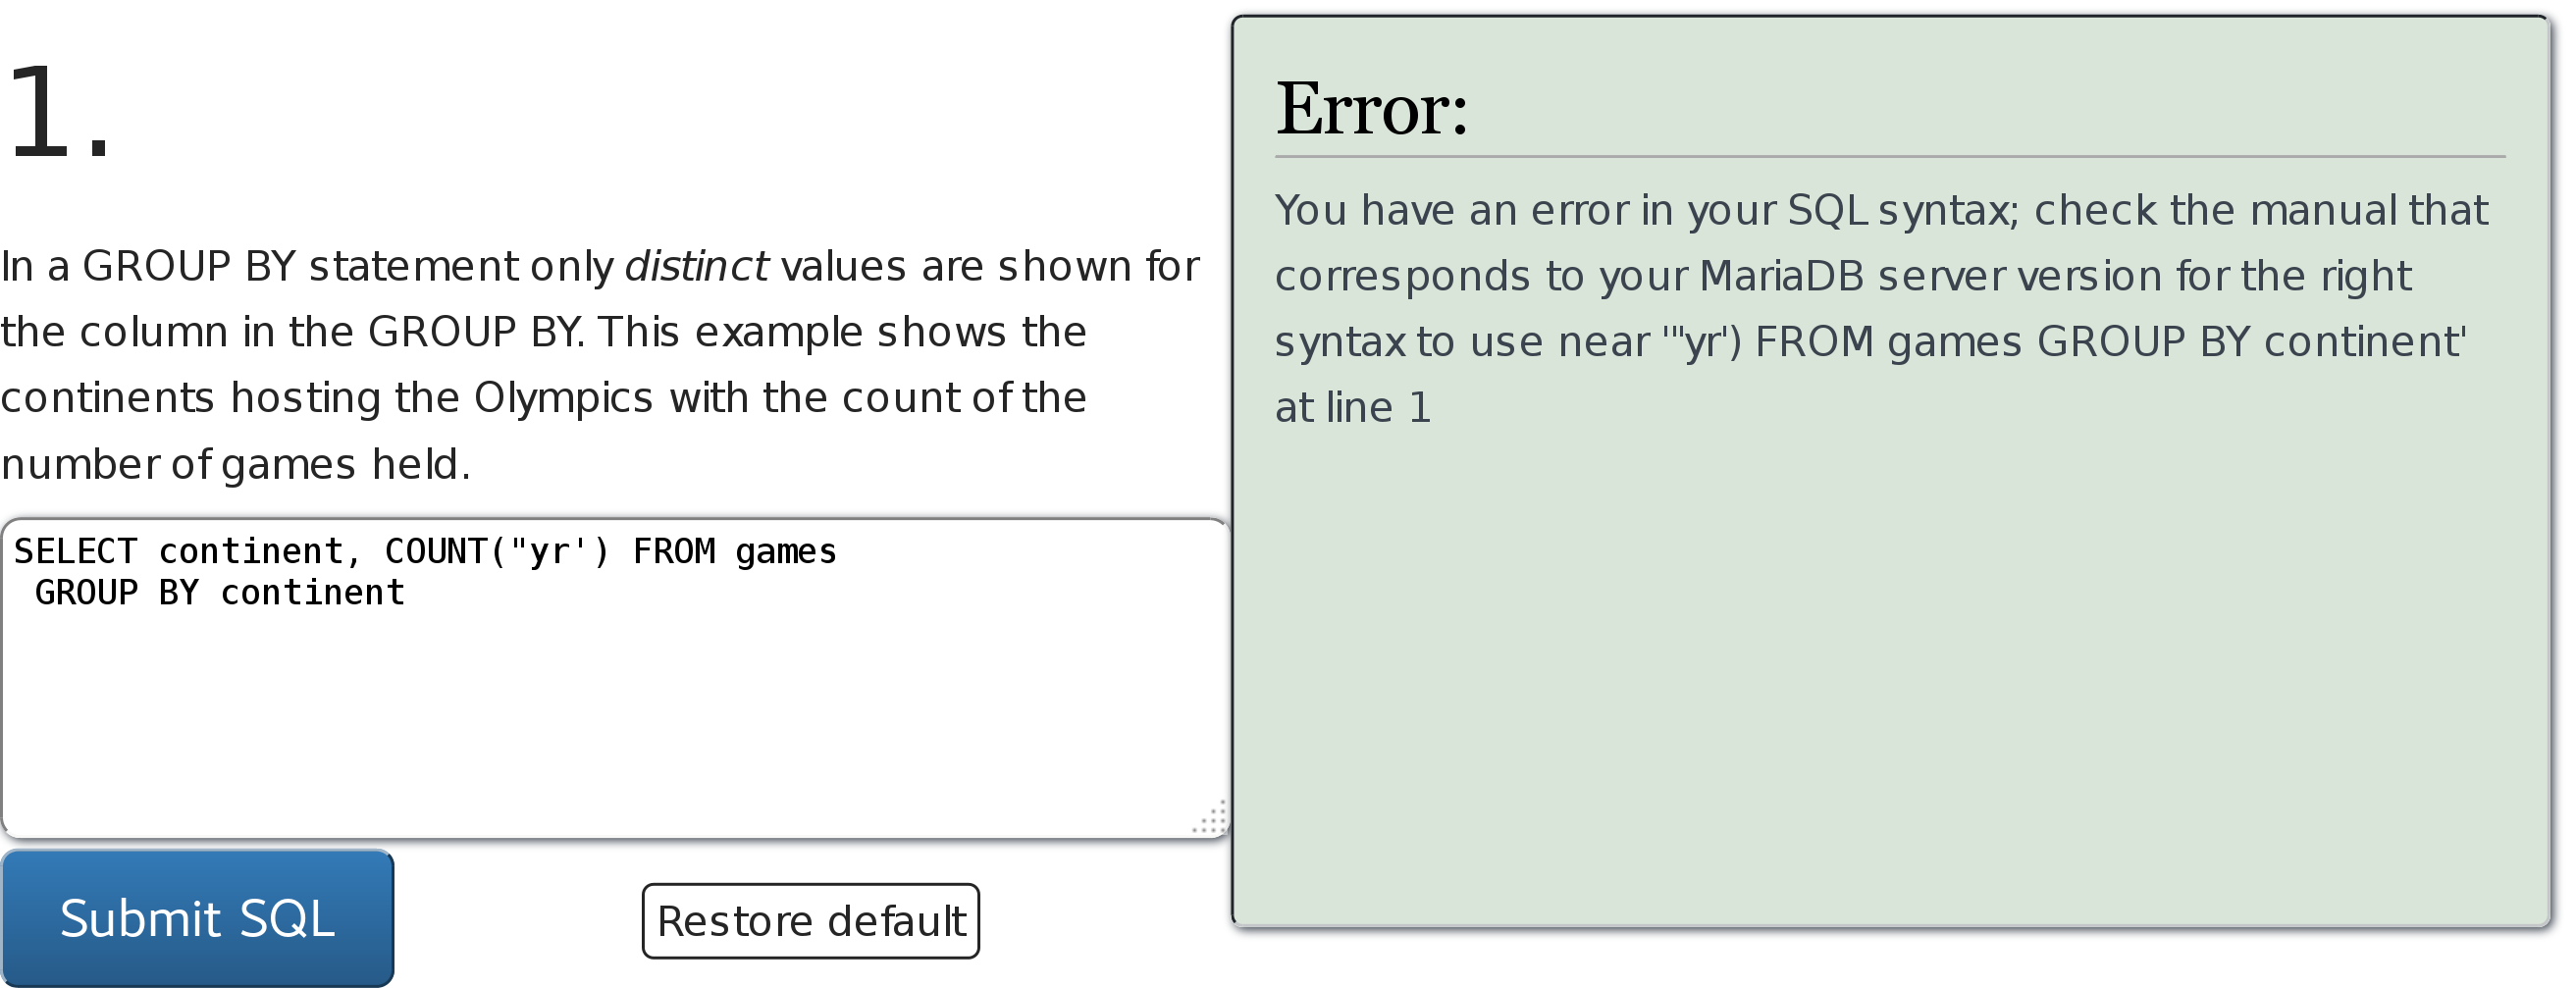 1.
In a GROUP BY statement only distinct values are shown for
the column in the GROUP BY. This example shows the
continents hosting the Olympics with the count of the
number of games held.
SELECT continent, COUNT("yr') FROM games
GROUP BY continent
Submit SQL
Restore default
Error:
You have an error in your SQL syntax; check the manual that
corresponds to your MariaDB server version for the right
syntax to use near '"yr') FROM games GROUP BY continent'
at line 1